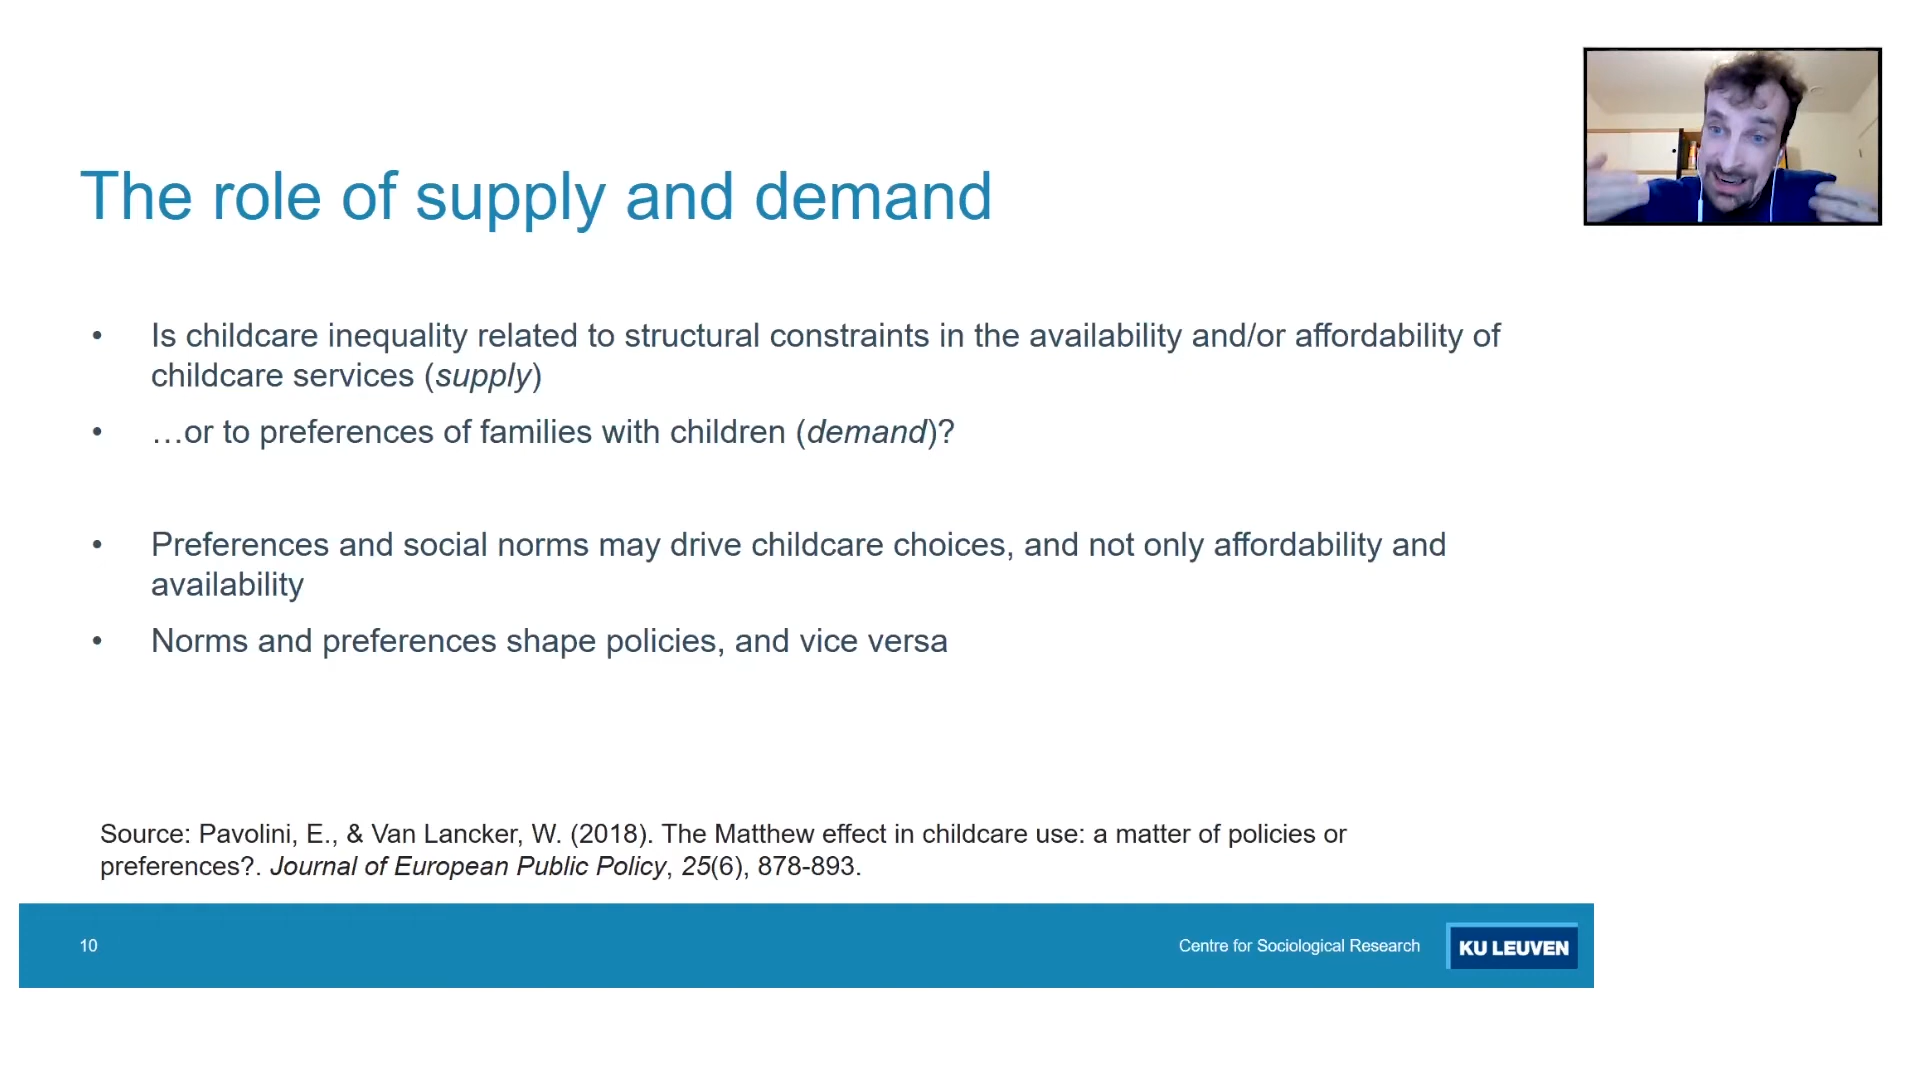 The role of supply and demand
• Is childcare inequality related to structural constraints in the availability and/or affordability of
childcare services (supply)
• …or to preferences of families with children (demand)?
• Preferences and social norms may drive childcare choices, and not only affordability and
availability
• Norms and preferences shape policies, and vice versa
Source: Pavolini, E., & Van Lancker, W. (2018). The Matthew effect in childcare use: a matter of policies or
preferences?. Journal of European Public Policy, 25(6), 878-893.
10
Centre for Sociological Research
KU LEUVEN